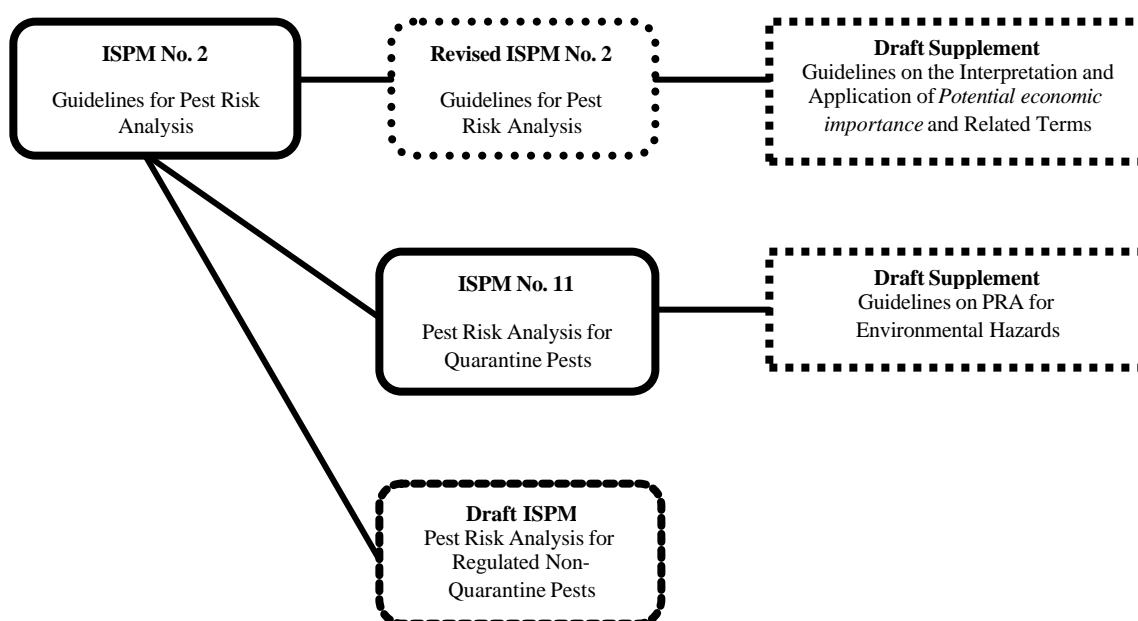 ISPM No. 2
Guidelines for Pest Risk
Analysis
Revised ISPM No. 2
Guidelines for Pest
Risk Analysis
Draft Supplement
Guidelines on the Interpretation and
Application of Potential economic
importance and Related Terms
ISPM No. 11
Pest Risk Analysis for
Quarantine Pests
Draft Supplement
Guidelines on PRA for
Environmental Hazards
Draft ISPM
Pest Risk Analysis for
Regulated Non-
Quarantine Pests